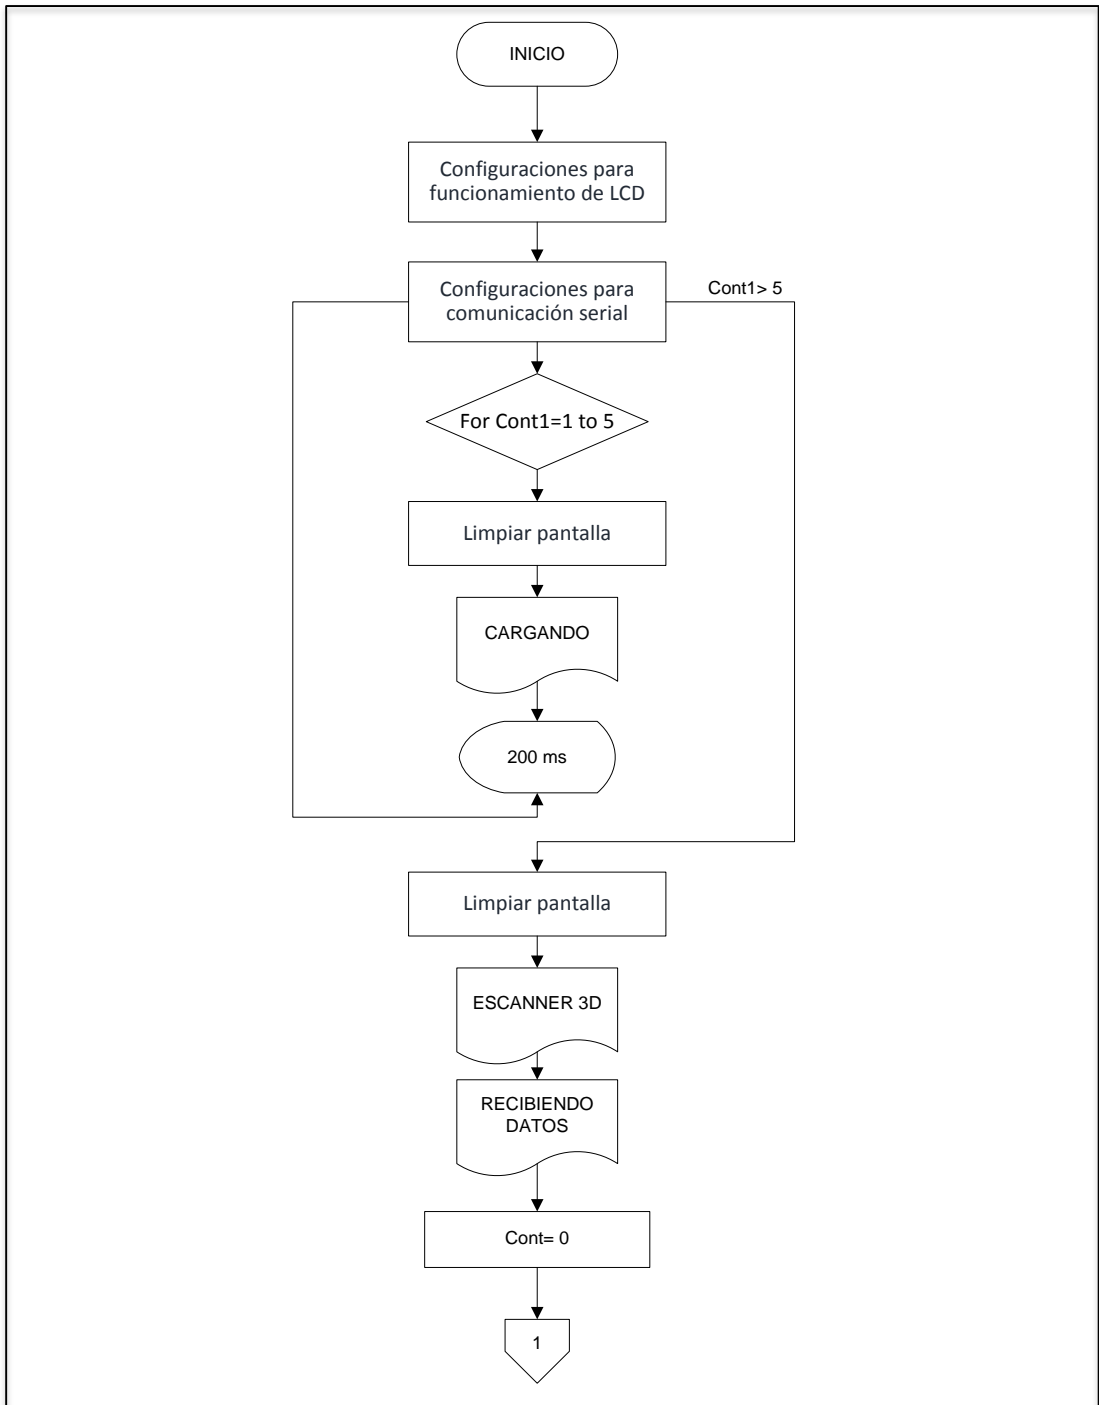 INICIO
Configuraciones para
funcionamiento de LCD
Configuraciones para
comunicación serial
Cont1> 5
For Cont1=1 to 5
Limpiar pantalla
CARGANDO
200 ms
Limpiar pantalla
ESCANNER 3D
RECIBIENDO
DATOS
Cont= 0
1